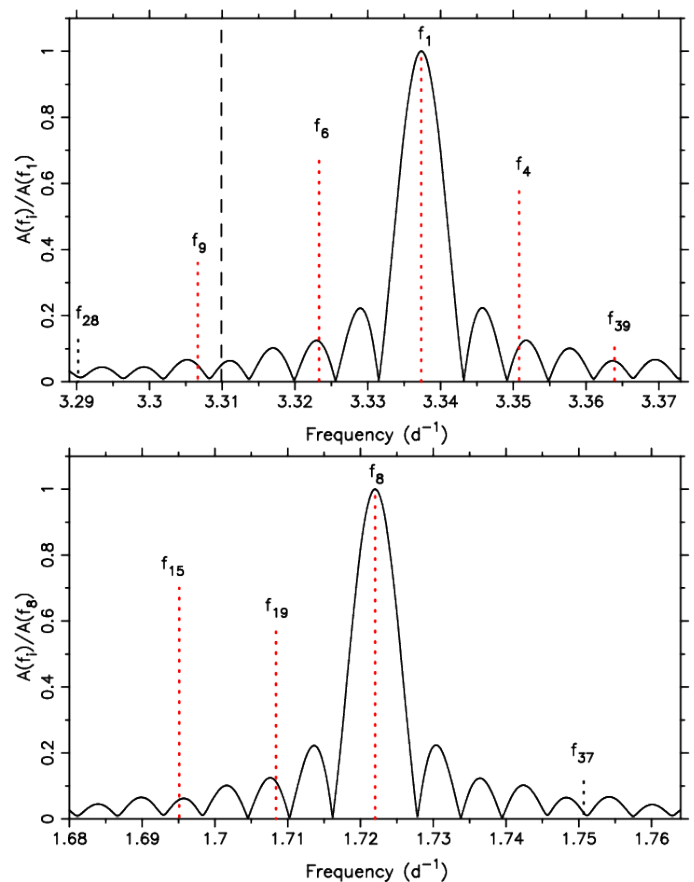 f1
f6
f4
f9
f28
f39
A(fi)/A(f1)
0 0.2 0.4 0.6 0.8 1
3.29 3.3 3.31 3.32 3.33 3.34 3.35 3.36 3.37
Frequency (d−1)
f8
f15
f19
f37
A(fi)/A(f8)
0 0.2 0.4 0.6 0.8 1
1.68 1.69 1.7 1.71 1.72 1.73 1.74 1.75 1.76
Frequency (d−1)